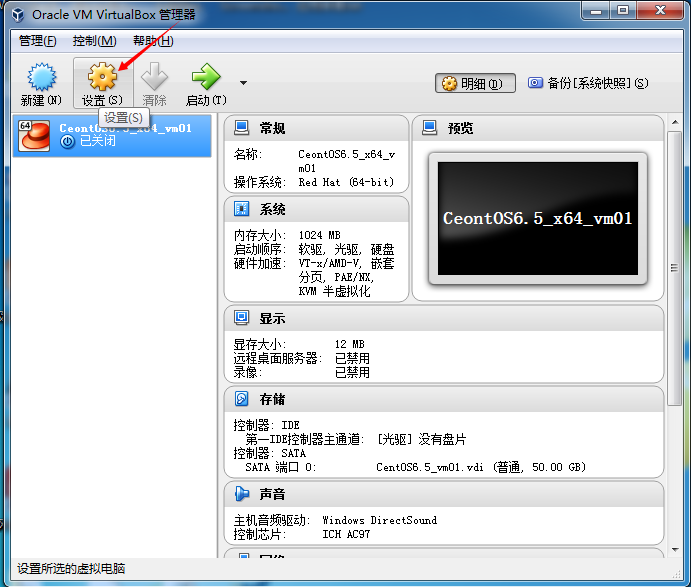 Oracle VM VirtualBox 管理器
管理(F) 控制(M) 帮助(H)
新建(N) 设置(S) 清除 启动(T) 明细(D) 备份[系统快照](S)
设置(S)
64
CeontOS6.5_x64_vm01
已关闭
常规
名称: CeontOS6.5_x64_v
m01
操作系统: Red Hat (64-bit)
预览
CeontOS6.5_x64_vm01
系统
内存大小: 1024 MB
启动顺序: 软驱, 光驱, 硬盘
硬件加速: VT-x/AMD-V, 嵌套
分页, PAE/NX,
KVM 半虚拟化
显示
显存大小: 12 MB
远程桌面服务器: 已禁用
录像: 已禁用
存储
控制器: IDE
第一IDE控制器主通道: [光驱] 没有盘片
控制器: SATA
SATA 端口 0: CentOS6.5_vm01.vdi (普通, 50.00 GB)
声音
主机音频驱动: Windows DirectSound
控制芯片: ICH AC97
设置所选的虚拟电脑